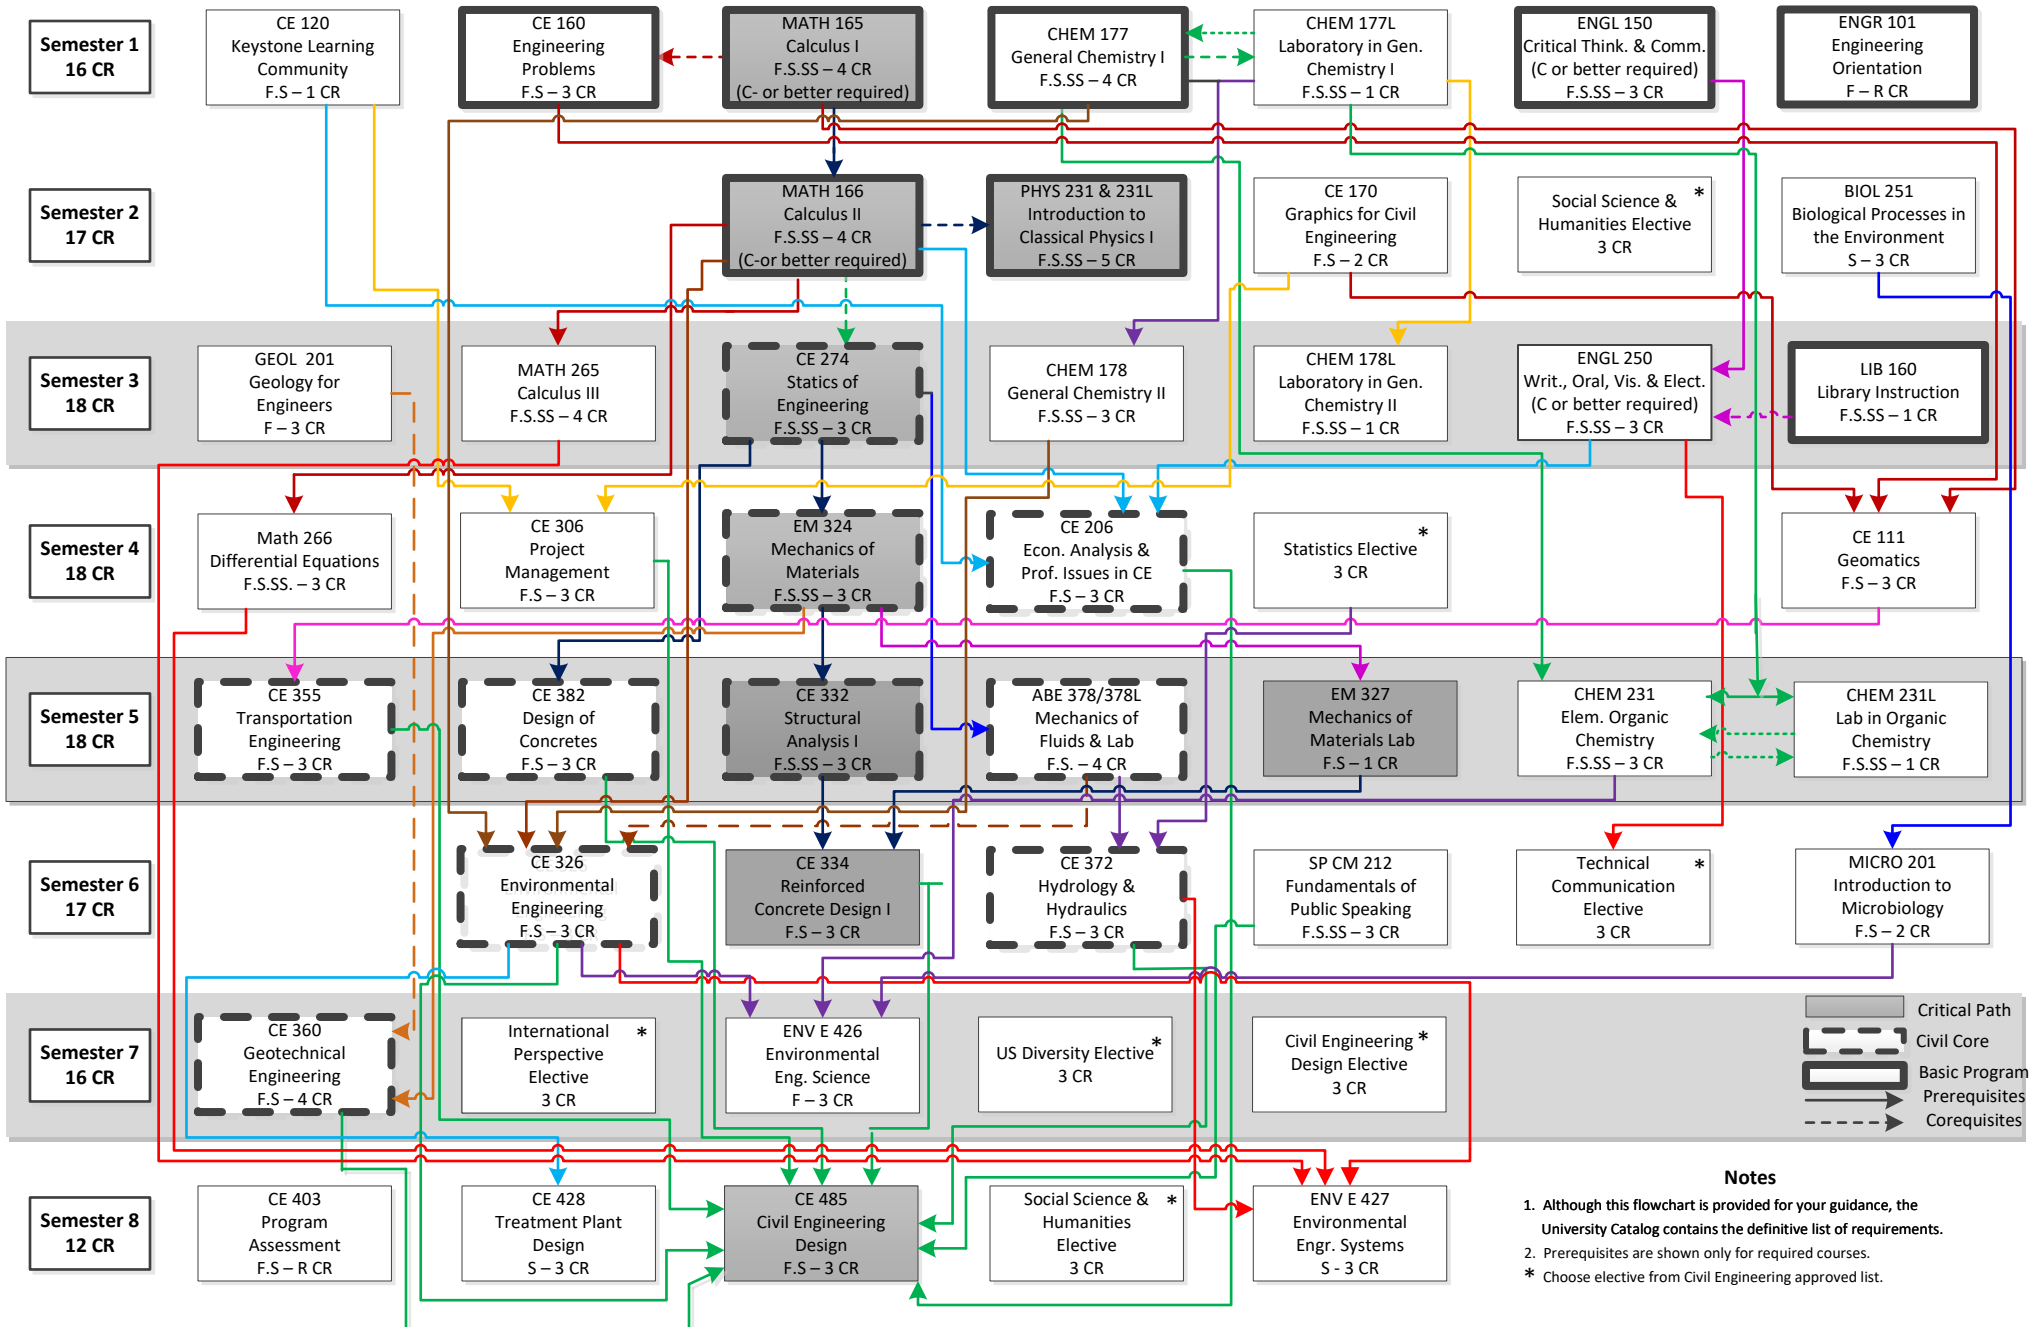 Semester 1
16 CR
CE 120
Keystone Learning
Community
F.S – 1 CR
CE 160
Engineering
Problems
F.S – 3 CR
MATH 165
Calculus I
F.S.SS – 4 CR
(C- or better required)
CHEM 177
General Chemistry I
F.S.SS – 4 CR
CHEM 177L
Laboratory in Gen.
Chemistry I
F.S.SS – 1 CR
ENGL 150
Critical Think. & Comm.
(C or better required)
F.S.SS – 3 CR
ENGR 101
Engineering
Orientation
F – R CR
Semester 2
17 CR
MATH 166
Calculus II
F.S.SS – 4 CR
(C-or better required)
PHYS 231 & 231L
Introduction to
Classical Physics I
F.S.SS – 5 CR
CE 170
Graphics for Civil
Engineering
F.S – 2 CR
Social Science & *
Humanities Elective
3 CR
BIOL 251
Biological Processes in
the Environment
S – 3 CR
Semester 3
18 CR
GEOL 201
Geology for
Engineers
F – 3 CR
MATH 265
Calculus III
F.S.SS – 4 CR
CE 274
Statics of
Engineering
F.S.SS – 3 CR
CHEM 178
General Chemistry II
F.S.SS – 3 CR
CHEM 178L
Laboratory in Gen.
Chemistry II
F.S.SS – 1 CR
ENGL 250
Writ., Oral, Vis. & Elect.
(C or better required)
F.S.SS – 3 CR
LIB 160
Library Instruction
F.S.SS – 1 CR
Semester 4
18 CR
Math 266
Differential Equations
F.S.SS. – 3 CR
CE 306
Project
Management
F.S – 3 CR
EM 324
Mechanics of
Materials
F.S.SS – 3 CR
CE 206
Econ. Analysis &
Prof. Issues in CE
F.S – 3 CR
Statistics Elective *
3 CR
CE 111
Geomatics
F.S – 3 CR
Semester 5
18 CR
CE 355
Transportation
Engineering
F.S – 3 CR
CE 382
Design of
Concretes
F.S – 3 CR
CE 332
Structural
Analysis I
F.S.SS – 3 CR
ABE 378/378L
Mechanics of
Fluids & Lab
F.S. – 4 CR
EM 327
Mechanics of
Materials Lab
F.S – 1 CR
CHEM 231
Elem. Organic
Chemistry
F.S.SS – 3 CR
CHEM 231L
Lab in Organic
Chemistry
F.S.SS – 1 CR
Semester 6
17 CR
CE 326
Environmental
Engineering
F.S – 3 CR
CE 334
Reinforced
Concrete Design I
F.S – 3 CR
CE 372
Hydrology &
Hydraulics
F.S – 3 CR
SP CM 212
Fundamentals of
Public Speaking
F.S.SS – 3 CR
Technical *
Communication
Elective
3 CR
MICRO 201
Introduction to
Microbiology
F.S – 2 CR
Semester 7
16 CR
CE 360
Geotechnical
Engineering
F.S – 4 CR
International *
Perspective
Elective
3 CR
ENV E 426
Environmental
Eng. Science
F – 3 CR
US Diversity Elective *
3 CR
Civil Engineering *
Design Elective
3 CR
Critical Path
Civil Core
Basic Program
Prerequisites
Corequisites
Semester 8
12 CR
CE 403
Program
Assessment
F.S – R CR
CE 428
Treatment Plant
Design
S – 3 CR
CE 485
Civil Engineering
Design
F.S – 3 CR
Social Science & *
Humanities
Elective
3 CR
ENV E 427
Environmental
Engr. Systems
S - 3 CR
Notes
1. Although this flowchart is provided for your guidance, the
University Catalog contains the definitive list of requirements.
2. Prerequisites are shown only for required courses.
* Choose elective from Civil Engineering approved list.